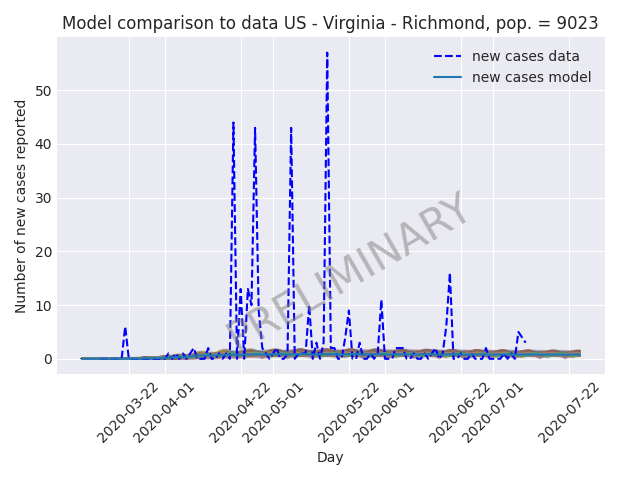 Model comparison to data US - Virginia - Richmond, pop. = 9023
new cases data
new cases model
Number of new cases reported
50
40
30
20
10
0
PRELIMINARY
2020-03-22
2020-04-01
2020-04-22
2020-05-01
2020-05-22
2020-06-01
2020-06-22
2020-07-01
2020-07-22
Day